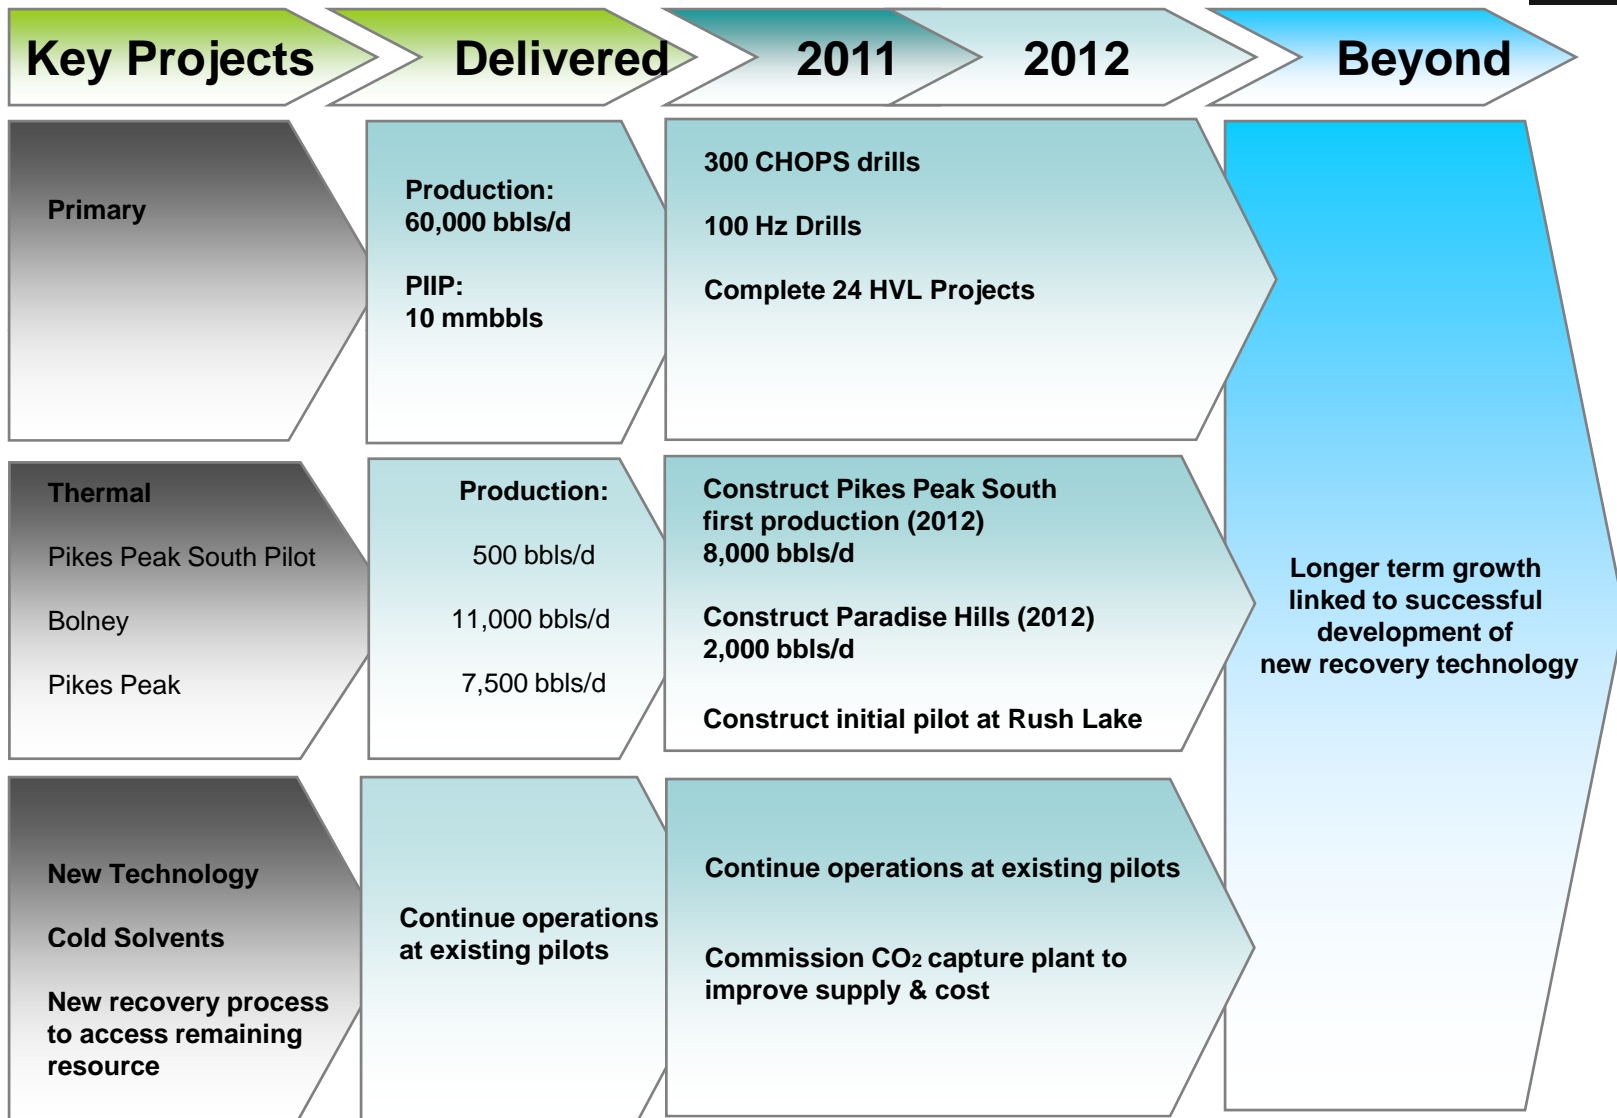 Key Projects
Delivered
2011
2012
Beyond
Primary
Production:
60,000 bbls/d
PIIP:
10 mmbbls
300 CHOPS drills
100 Hz Drills
Complete 24 HVL Projects
Thermal
Pikes Peak South Pilot
Bolney
Pikes Peak
Production:
500 bbls/d
11,000 bbls/d
7,500 bbls/d
Construct Pikes Peak South
first production (2012)
8,000 bbls/d
Construct Paradise Hills (2012)
2,000 bbls/d
Construct initial pilot at Rush Lake
New Technology
Cold Solvents
New recovery process
to access remaining
resource
Continue operations
at existing pilots
Continue operations at existing pilots
Commission CO2 capture plant to
improve supply & cost
Longer term growth
linked to successful
development of
new recovery technology